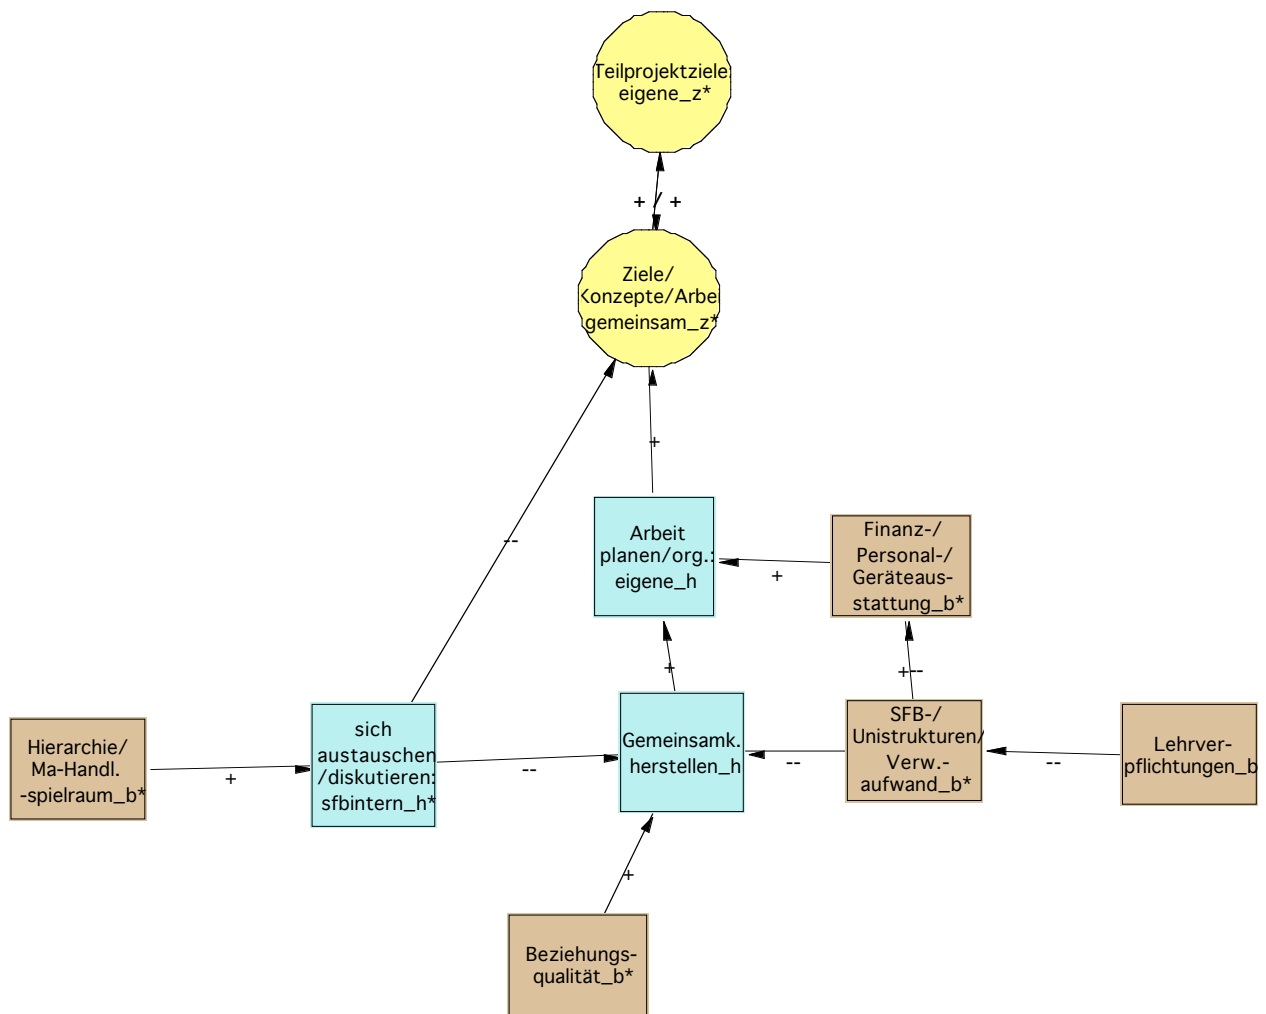 Teilprojektziele:
eigene_z*
+ / +
Ziele/
Konzepte/Arbei
gemeinsam_z*
+
--
Arbeit
planen/org.:
eigene_h
Finanz-/
Personal-/
Geräteaus-
stattung_b*
+
+
+--
Hierarchie/
Ma-Handl.
-spielraum_b*
+
sich
austauschen
/diskutieren:
sfbintern_h*
--
Gemeinsamk.
herstellen_h
--
SFB-/
Unistrukturen/
Verw.-
aufwand_b*
--
Lehrver-
pflichtungen_b
+
Beziehungs-
qualität_b*